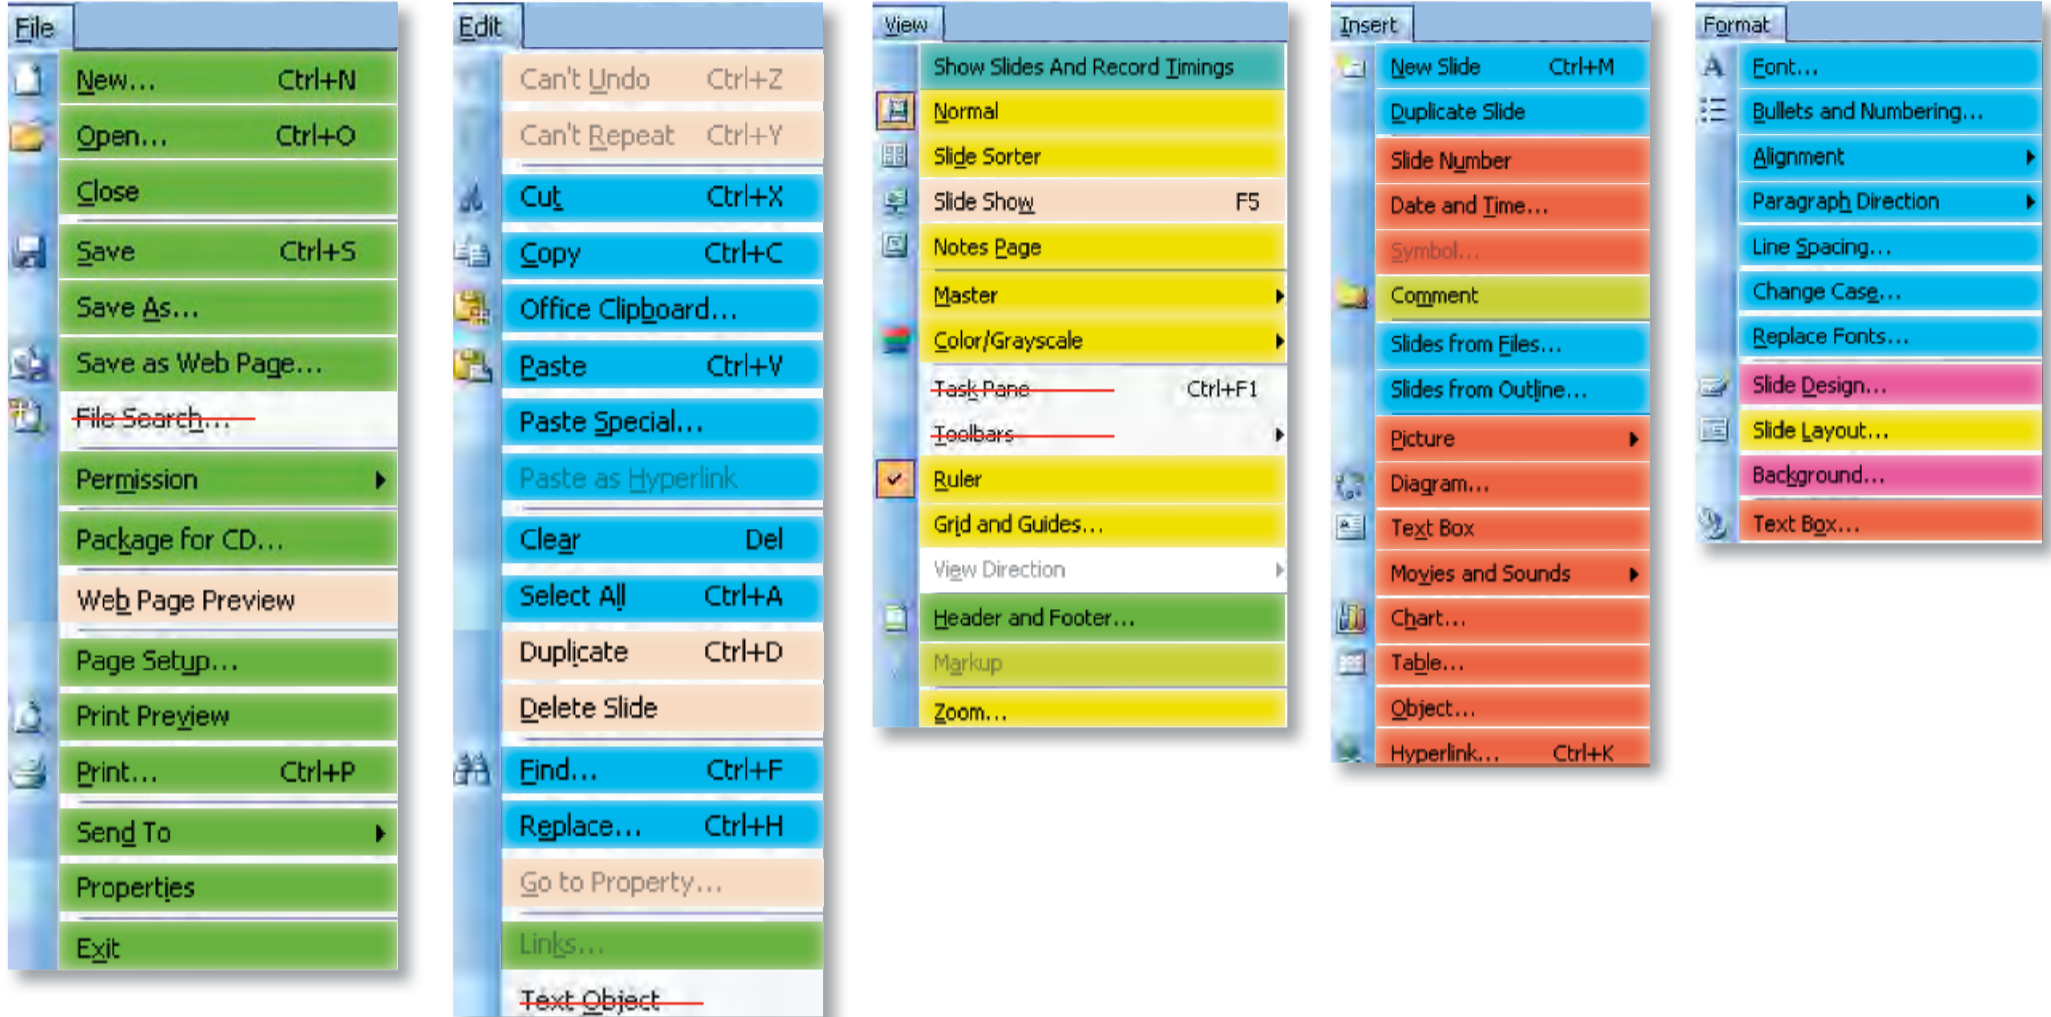 File
New... Ctrl+N
Open... Ctrl+O
Close
Save Ctrl+S
Save As...
Save as Web Page...
File Search...
Permission
Package for CD...
Web Page Preview
Page Setup...
Print Preview
Print... Ctrl+P
Send To
Properties
Exit
Edit
Can't Undo Ctrl+Z
Can't Repeat Ctrl+Y
Cut Ctrl+X
Copy Ctrl+C
Office Clipboard...
Paste Ctrl+V
Paste Special...
Paste as Hyperlink
Clear Del
Select All Ctrl+A
Duplicate Ctrl+D
Delete Slide
Find... Ctrl+F
Replace... Ctrl+H
Go to Property...
Links...
Text Object
View
Show Slides And Record Timings
Normal
Slide Sorter
Slide Show F5
Notes Page
Master
Color/Grayscale
Task Pane Ctrl+F1
Toolbars
Ruler
Grid and Guides...
View Direction
Header and Footer...
Markup
Zoom...
Insert
New Slide Ctrl+M
Duplicate Slide
Slide Number
Date and Time...
Symbol...
Comment
Slides from Files...
Slides from Outline...
Picture
Diagram...
Text Box
Movies and Sounds
Chart...
Table...
Object...
Hyperlink... Ctrl+K
Format
Font...
Bullets and Numbering...
Alignment
Paragraph Direction
Line Spacing...
Change Case...
Replace Fonts...
Slide Design...
Slide Layout...
Background...
Text Box...